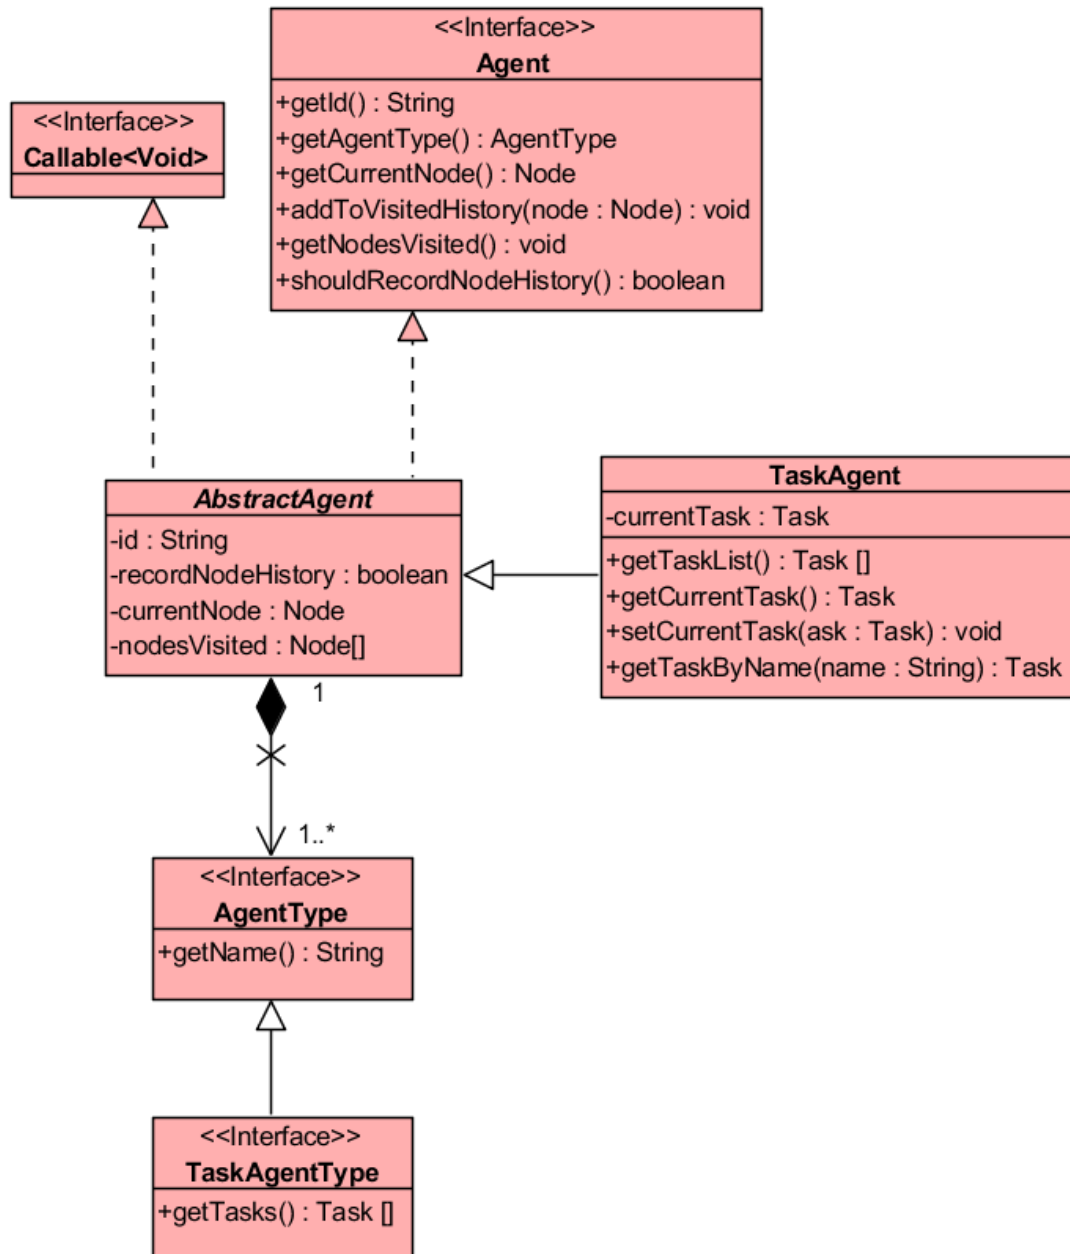 <<Interface>>
Agent
+getId() : String
+getAgentType() : AgentType
+getCurrentNode() : Node
+addToVisitedHistory(node : Node) : void
+getNodesVisited() : void
+shouldRecordNodeHistory() : boolean
<<Interface>>
Callable<Void>
AbstractAgent
-id : String
-recordNodeHistory : boolean
-currentNode : Node
-nodesVisited : Node[]
TaskAgent
-currentTask : Task
+getTaskList() : Task []
+getCurrentTask() : Task
+setCurrentTask(ask : Task) : void
+getTaskByName(name : String) : Task
1
1..*
<<Interface>>
AgentType
+getName() : String
<<Interface>>
TaskAgentType
+getTasks() : Task []